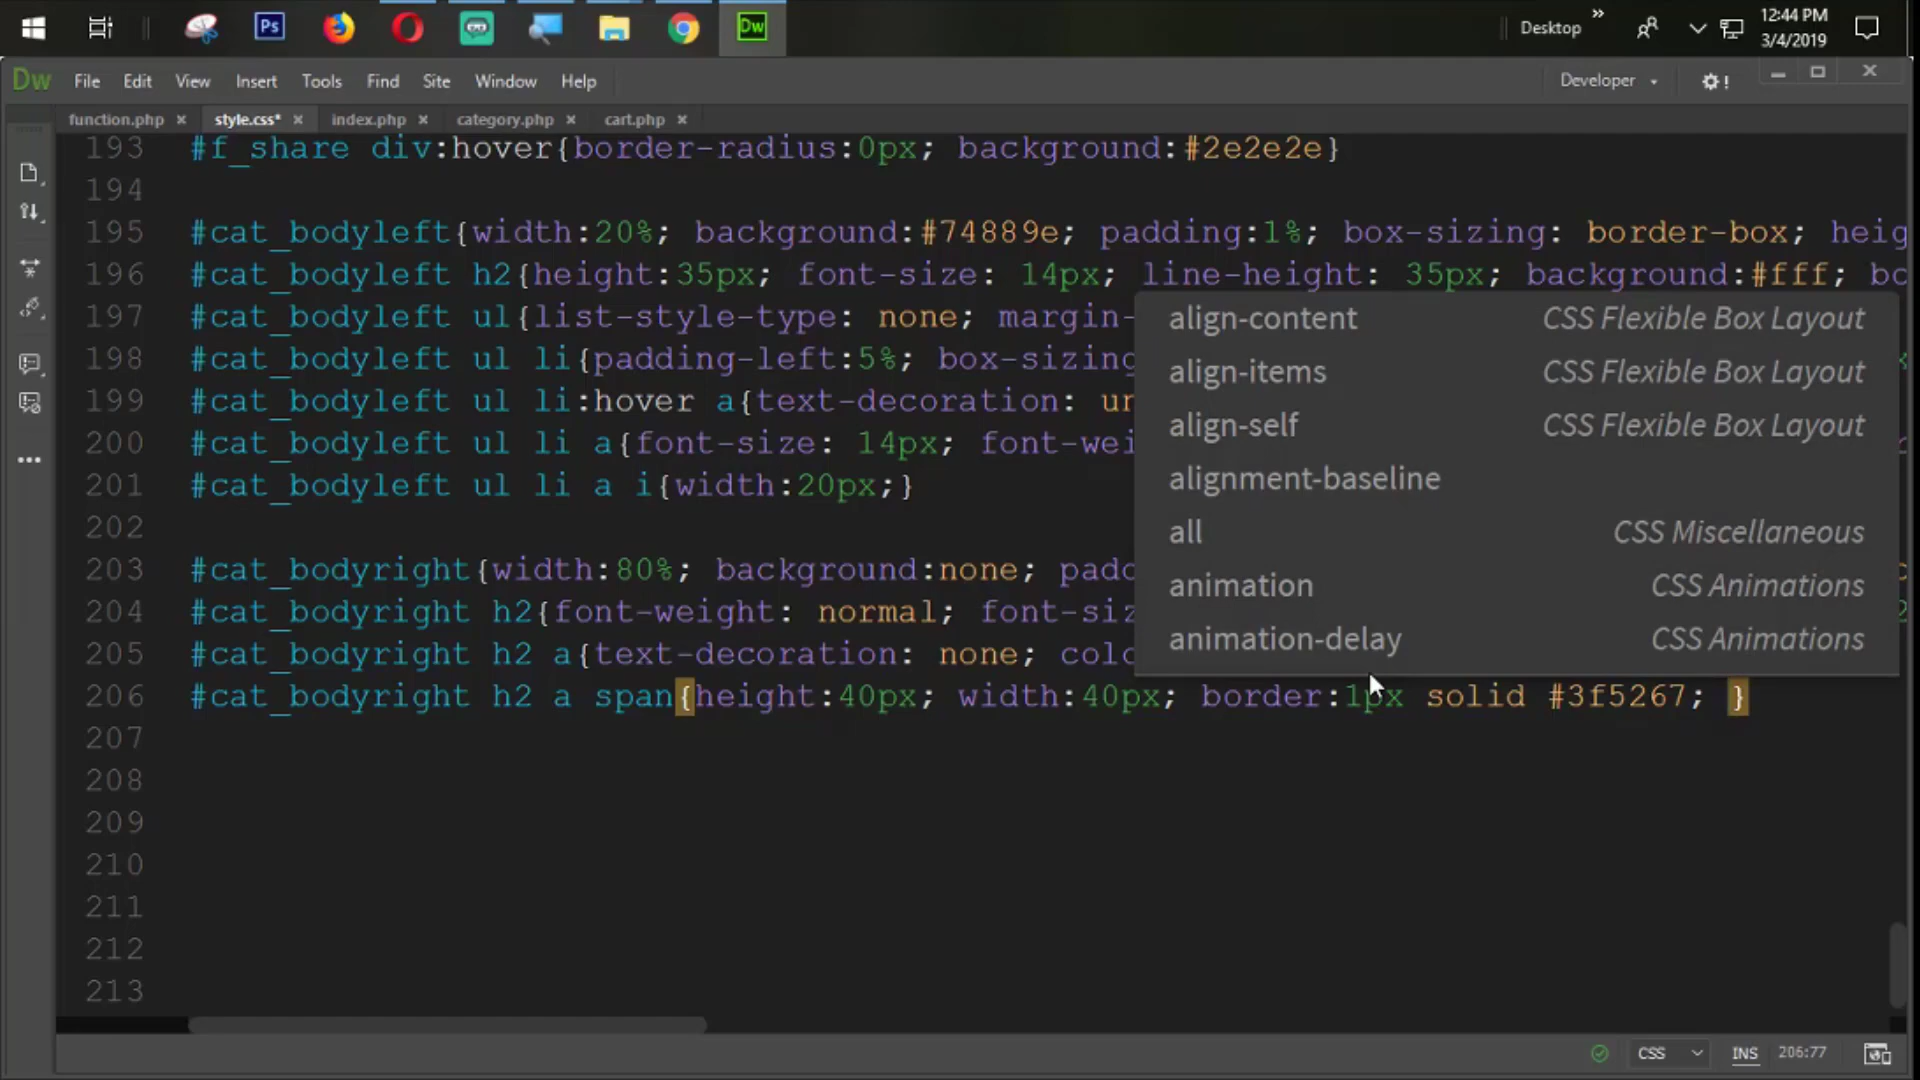 Ps
Dw
Desktop
»
12:44 PM
3/4/2019
Dw File Edit View Insert Tools Find Site Window Help
Developer
function.php style.css* index.php category.php cart.php
193 #f_share div:hover{border-radius:0px; background:#2e2e2e}
194
195 #cat_bodyleft{width:20%; background:#74889e; padding:1%; box-sizing: border-box; heig
196 #cat_bodyleft h2{height:35px; font-size: 14px; line-height: 35px; background:#fff; bo
197 #cat_bodyleft ul{list-style-type: none; margin-
198 #cat_bodyleft ul li{padding-left:5%; box-sizing
199 #cat_bodyleft ul li:hover a{text-decoration: un
200 #cat_bodyleft ul li a{font-size: 14px; font-wei
201 #cat_bodyleft ul li a i{width:20px;}
202
203 #cat_bodyright{width:80%; background:none; padd
204 #cat_bodyright h2{font-weight: normal; font-siz
205 #cat_bodyright h2 a{text-decoration: none; colo
206 #cat_bodyright h2 a span{height:40px; width:40px; border:1px solid #3f5267; }
207
208
209
210
211
212
213
align-content CSS Flexible Box Layout
align-items CSS Flexible Box Layout
align-self CSS Flexible Box Layout
alignment-baseline
all CSS Miscellaneous
animation CSS Animations
animation-delay CSS Animations
CSS INS 206:77